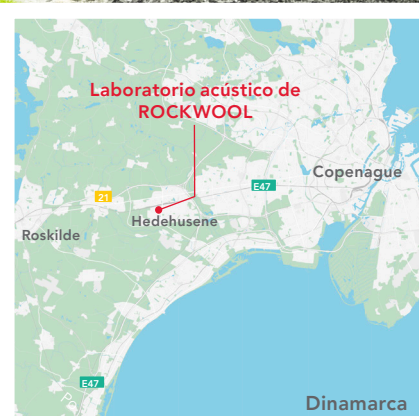 Laboratorio acústico de
ROCKWOOL
Copenague
E47
21
Hedehusene
Roskilde
E47
Dinamarca